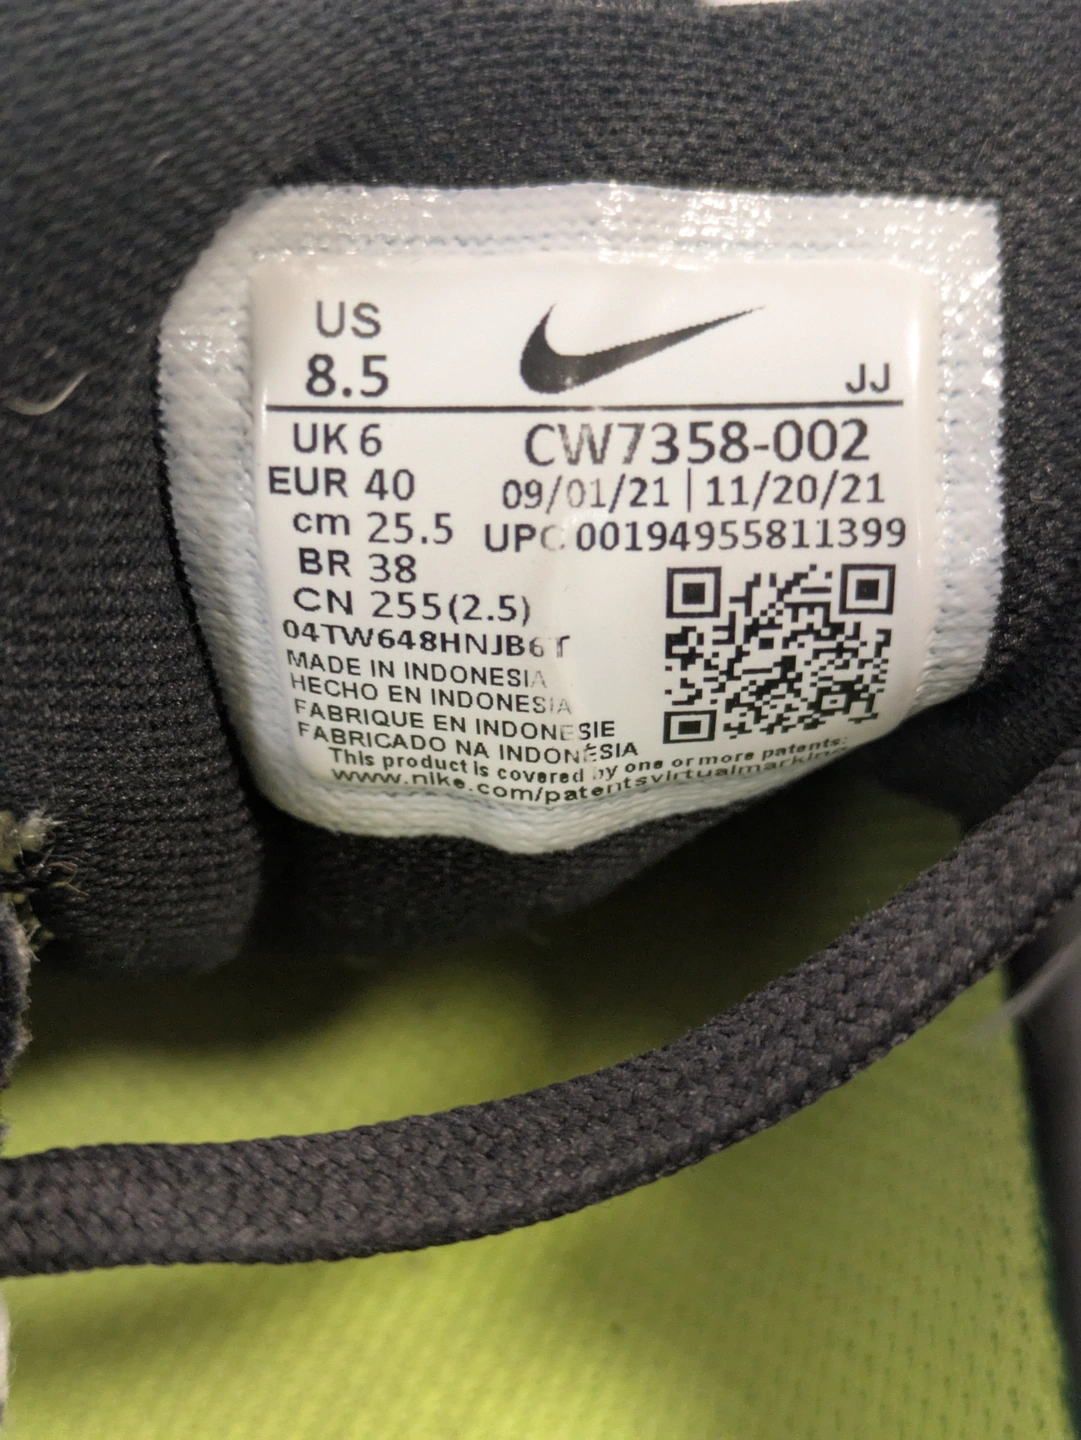 US
8.5
JJ
UK 6
CW7358-002
EUR 40
09/01/21 | 11/20/21
cm 25.5
UPC 00194955811399
BR 38
CN 255(2.5)
04TW648HNJB6T
MADE IN INDONESIA
HECHO EN INDONESIA
FABRIQUE EN INDONESIE
FABRICADO NA INDONÉSIA
This product is covered by one or more patents:
www.nike.com/patentsvirtualmarking